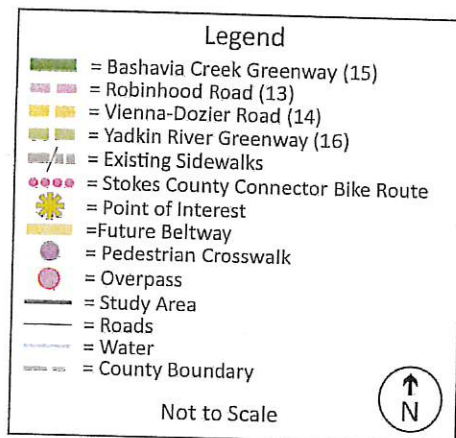 Legend
= Bashavia Creek Greenway (15)
= Robinhood Road (13)
= Vienna-Dozier Road (14)
= Yadkin River Greenway (16)
= Existing Sidewalks
= Stokes County Connector Bike Route
= Point of Interest
=Future Beltway
= Pedestrian Crosswalk
= Overpass
= Study Area
= Roads
= Water
= County Boundary
Not to Scale
N